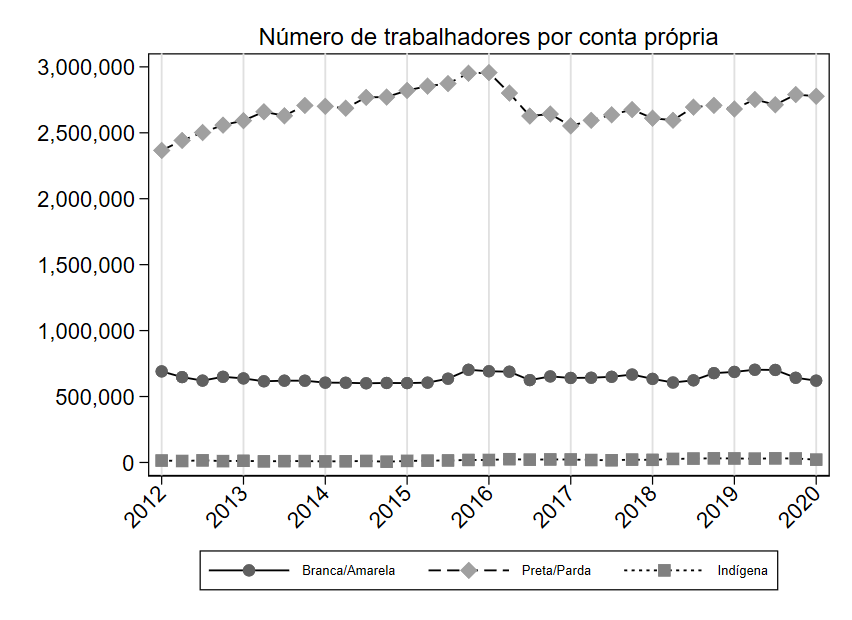 Número de trabalhadores por conta própria
3,000,000
2,500,000
2,000,000
1,500,000
1,000,000
500,000
0
2012 2013 2014 2015 2016 2017 2018 2019 2020
Branca/Amarela Preta/Parda Indígena